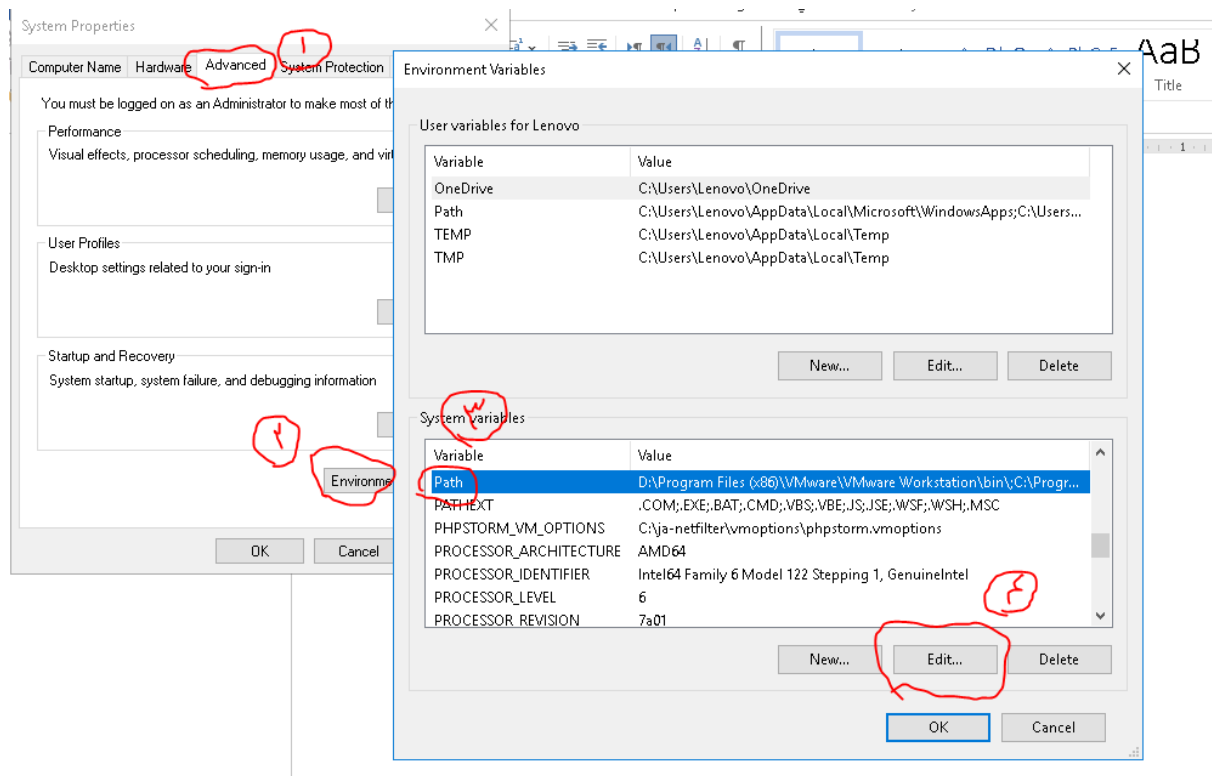 System Properties
۱
Computer Name Hardware Advanced System Protection
You must be logged on as an Administrator to make most of th
Performance
Visual effects, processor scheduling, memory usage, and virt
User Profiles
Desktop settings related to your sign-in
Startup and Recovery
System startup, system failure, and debugging information
۲
Environme
OK Cancel
AaB
Title
1
Environment Variables
User variables for Lenovo
Variable Value
OneDrive C:\Users\Lenovo\OneDrive
Path C:\Users\Lenovo\AppData\Local\Microsoft\WindowsApps;C:\Users...
TEMP C:\Users\Lenovo\AppData\Local\Temp
TMP C:\Users\Lenovo\AppData\Local\Temp
New... Edit... Delete
۳
System variables
Variable Value
Path D:\Program Files (x86)\VMware\VMware Workstation\bin\;C:\Progr...
PATHEXT .COM;.EXE;.BAT;.CMD;.VBS;.VBE;.JS;.JSE;.WSF;.WSH;.MSC
PHPSTORM_VM_OPTIONS C:\ja-netfilter\vmoptions\phpstorm.vmoptions
PROCESSOR_ARCHITECTURE AMD64
PROCESSOR_IDENTIFIER Intel64 Family 6 Model 122 Stepping 1, GenuineIntel
PROCESSOR_LEVEL 6
PROCESSOR_REVISION 7a01
۴
New... Edit... Delete
OK Cancel